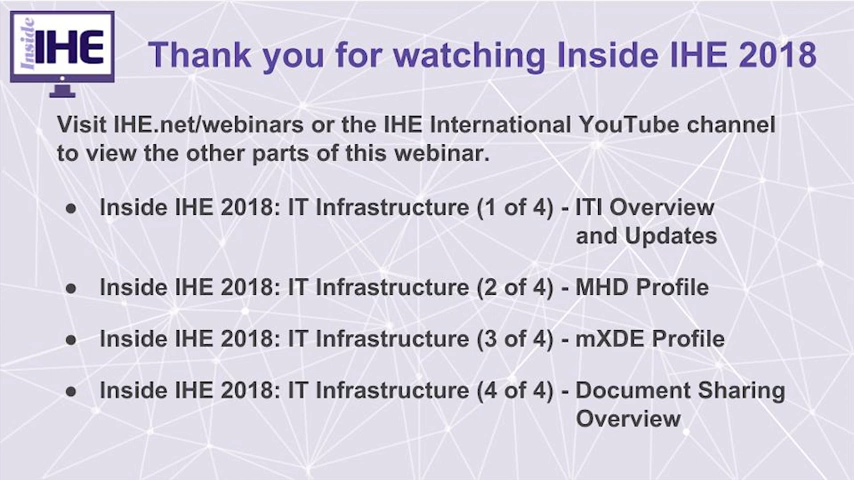 Inside
IHE
Thank you for watching Inside IHE 2018
Visit IHE.net/webinars or the IHE International YouTube channel
to view the other parts of this webinar.
● Inside IHE 2018: IT Infrastructure (1 of 4) - ITI Overview
and Updates
● Inside IHE 2018: IT Infrastructure (2 of 4) - MHD Profile
● Inside IHE 2018: IT Infrastructure (3 of 4) - mXDE Profile
● Inside IHE 2018: IT Infrastructure (4 of 4) - Document Sharing
Overview